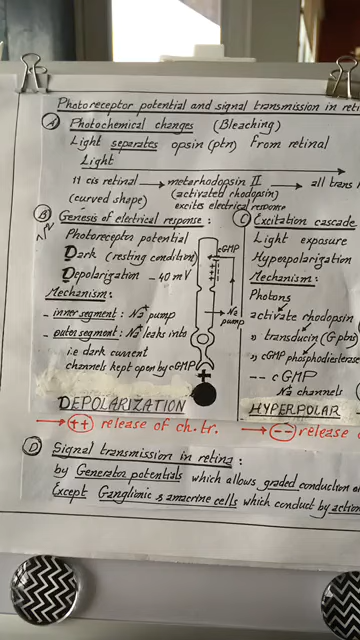 Photoreceptor potential and signal transmission in reti
A Photochemical changes (Bleaching)
Light separates opsin (ptn) from retinal
Light
11 cis retinal → metarhodopsin II → all trans
(curved shape) (activated rhodopsin)
excites electrical response
B Genesis of electrical response:
Photoreceptor potential
Dark (resting condition)
Depolarization - 40 mV
Mechanism:
- inner segment: Na+ pump
- outer segment: Na+ leaks into
i.e dark current
channels kept open by cGMP
DEPOLARIZATION
→ (++) release of ch.tr.
cGMP
Na+
pump
+
C Excitation cascade
Light exposure
Hyperpolarization
Mechanism:
Photons
activate rhodopsin
" transducin (G ptn)
" cGMP phosphodiesterase
-- cGMP
Na+ channels
HYPERPOLAR
→ (--) release
D Signal transmission in retina:
by Generator potentials which allows graded conduction o
Except Ganglionic & amacrine cells which conduct by action